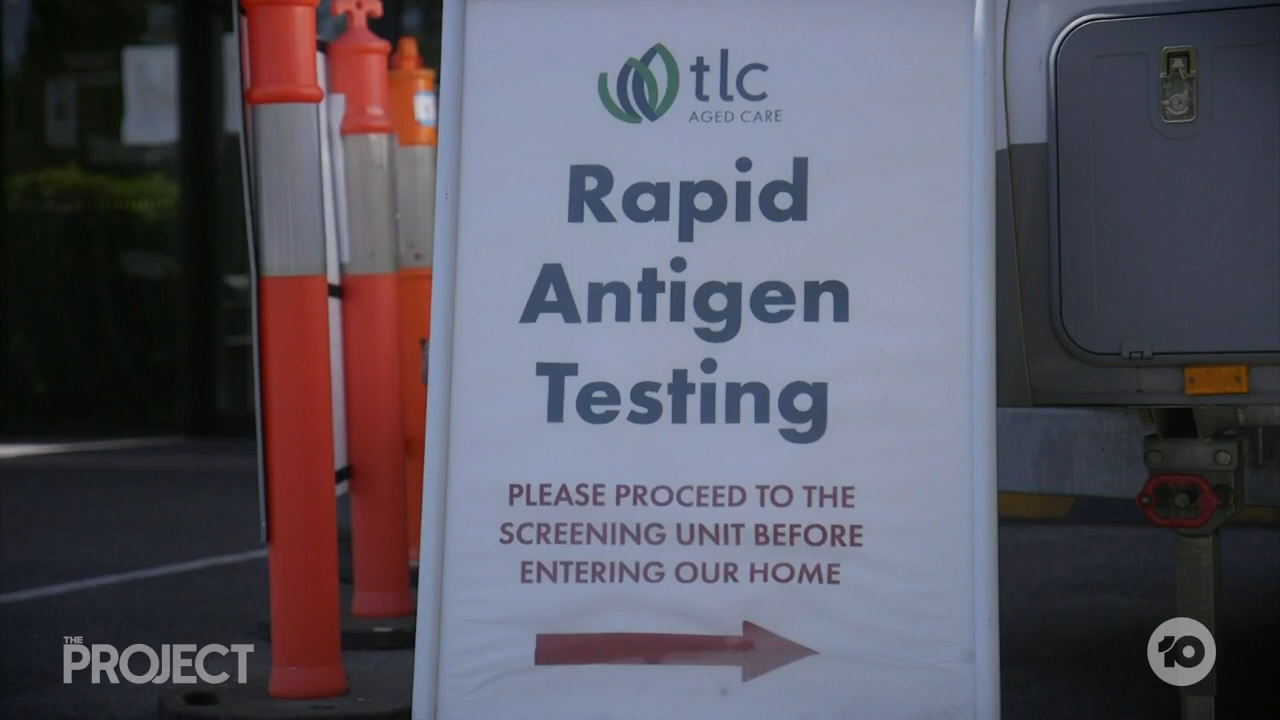 tlc
AGED CARE
Rapid
Antigen
Testing
PLEASE PROCEED TO THE
SCREENING UNIT BEFORE
ENTERING OUR HOME
THE
PROJECT
10